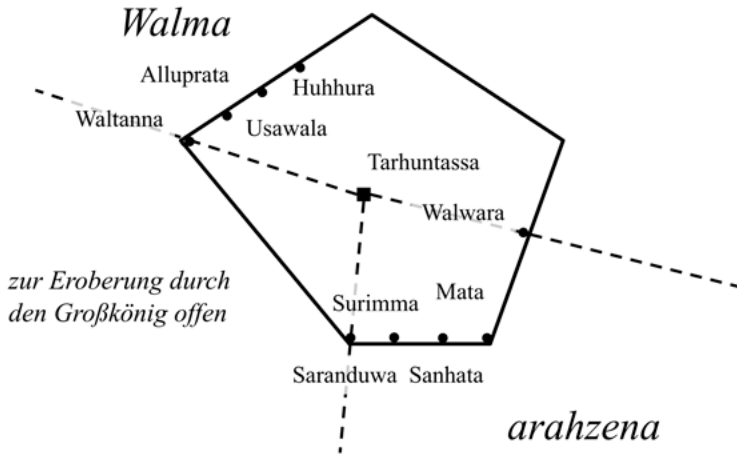 Walma
Alluprata
Huhhura
Waltanna
Usawala
Tarhuntassa
Walwara
zur Eroberung durch
den Großkönig offen
Surimma
Mata
Saranduwa
Sanhata
arahzena